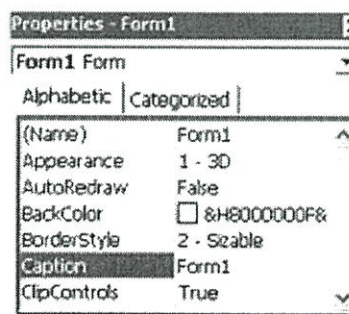 Properties - Form1
Form1 Form
Alphabetic Categorized
(Name) Form1
Appearance 1 - 3D
AutoRedraw False
BackColor &H8000000F&
BorderStyle 2 - Sizable
Caption Form1
ClipControls True